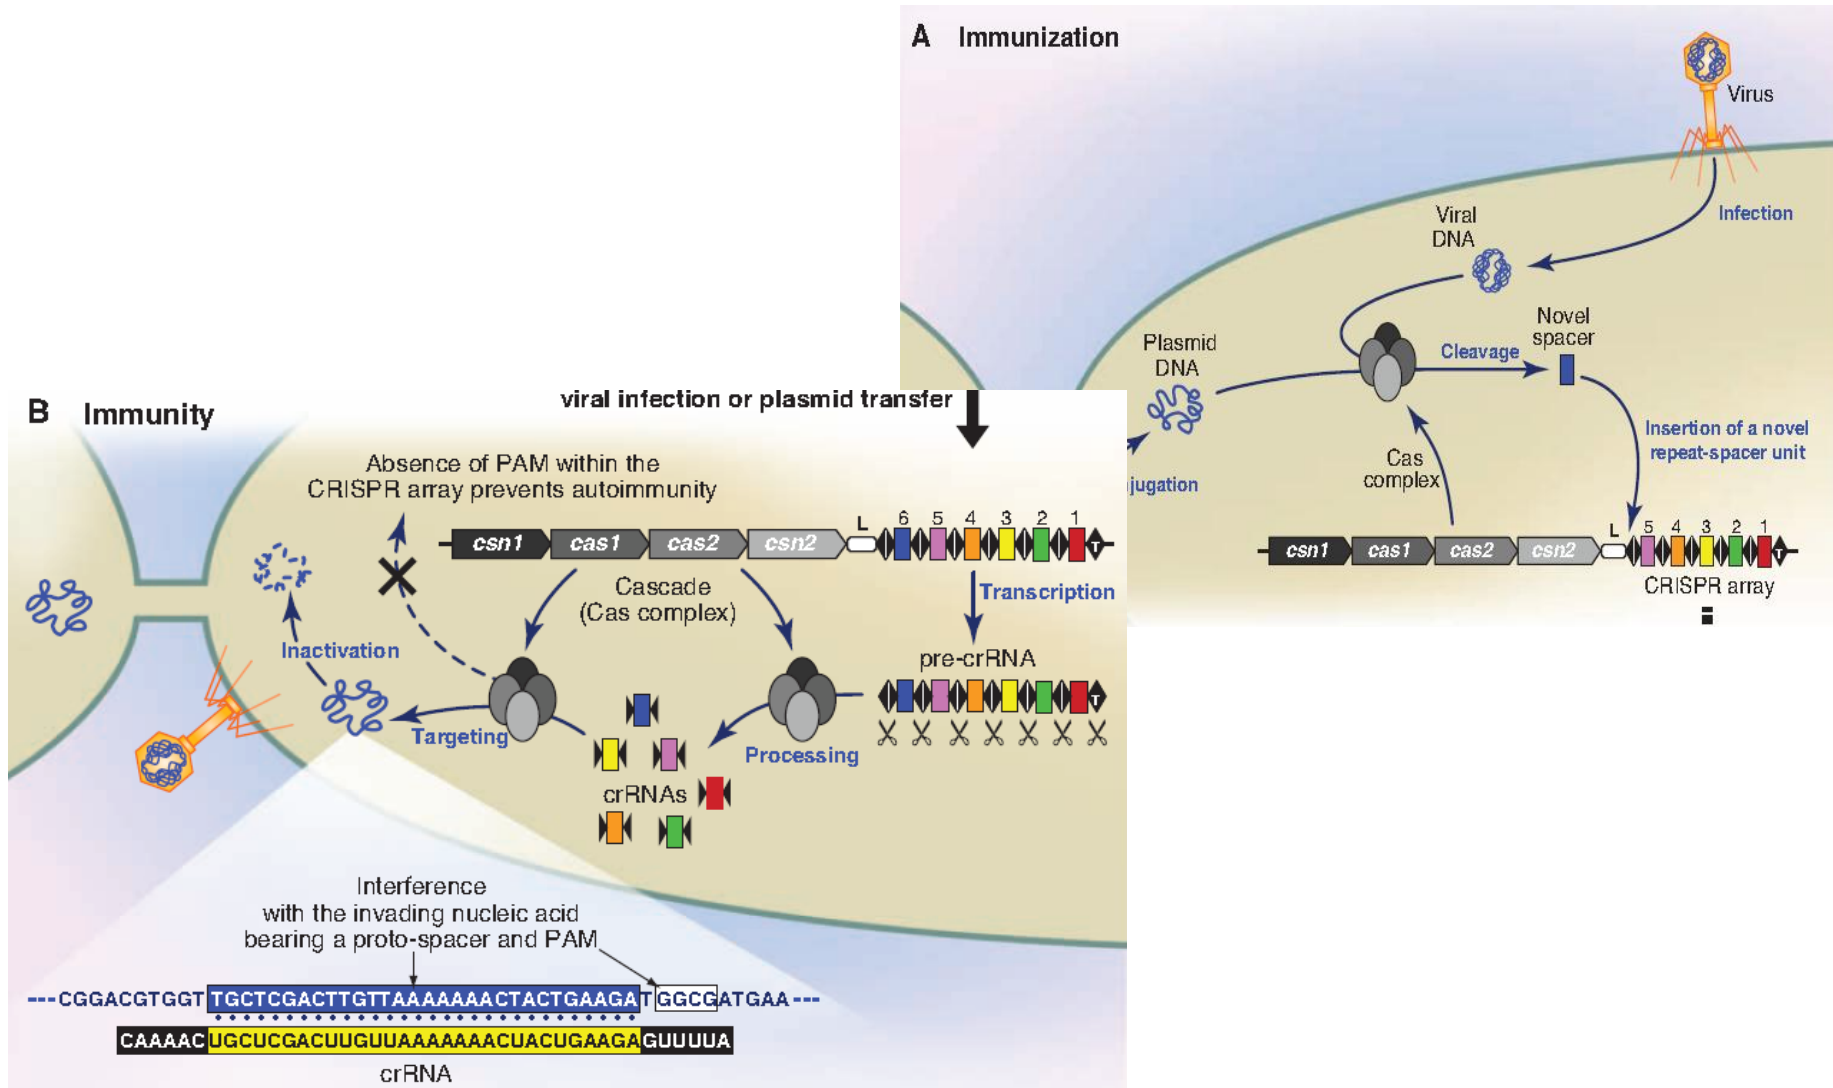 A Immunization
Virus
Infection
Viral
DNA
Novel
spacer
Plasmid
DNA
Cleavage
Insertion of a novel
repeat-spacer unit
Cas
complex
jugation
L 5 4 3 2 1
csn1 cas1 cas2 csn2 T
CRISPR array
B Immunity
viral infection or plasmid transfer
Absence of PAM within the
CRISPR array prevents autoimmunity
L 6 5 4 3 2 1
csn1 cas1 cas2 csn2 T
Cascade
(Cas complex)
Transcription
Inactivation
pre-crRNA
T
Targeting
Processing
crRNAs
Interference
with the invading nucleic acid
bearing a proto-spacer and PAM
---CGGACGTGGT TGCTCGACTTGTTAAAAAAACTACTGAAGA T GGCG ATGAA---
CAAAAC UGCUCGACUUGUUAAAAAAACUACUGAAGA GUUUUA
crRNA